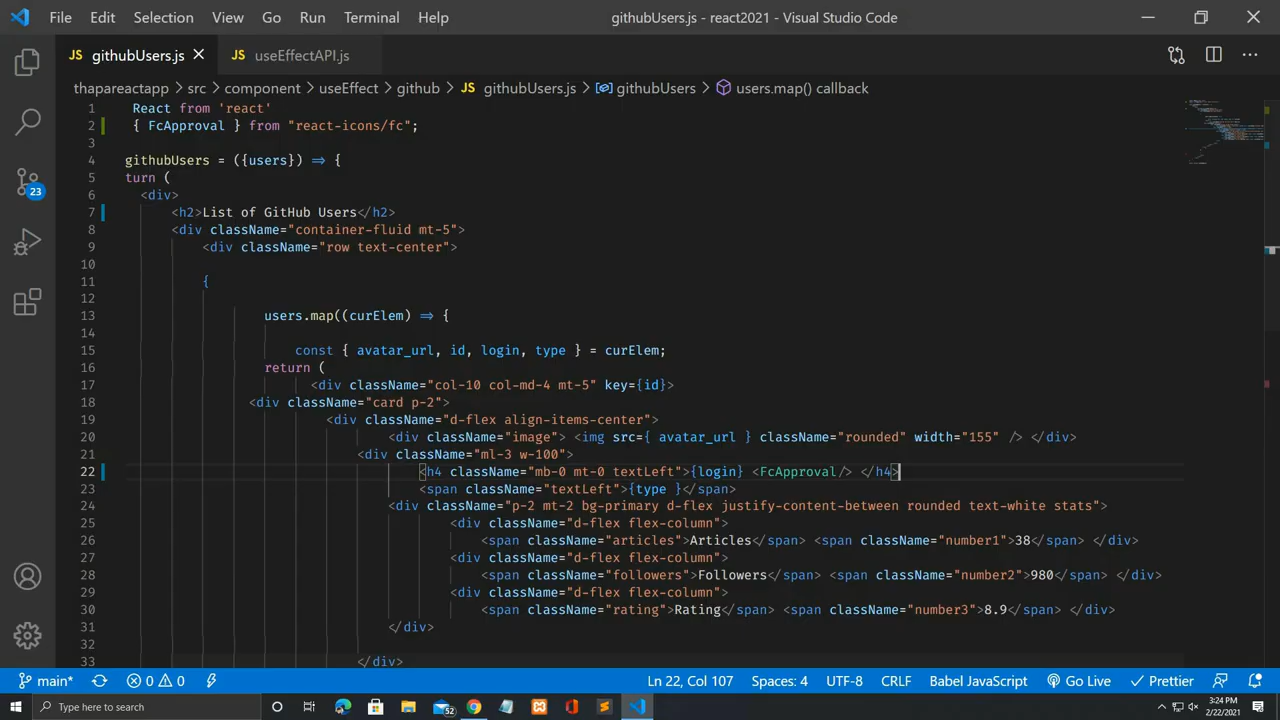 File Edit Selection View Go Run Terminal Help githubUsers.js - react2021 - Visual Studio Code
JS githubUsers.js JS useEffectAPI.js
thapareactapp > src > component > useEffect > github > JS githubUsers.js > githubUsers > users.map() callback
1 React from 'react'
2 { FcApproval } from "react-icons/fc";
3
4 githubUsers = ({users}) => {
5 turn (
6 <div>
7 <h2>List of GitHub Users</h2>
8 <div className="container-fluid mt-5">
9 <div className="row text-center">
10
11 {
12
13 users.map((curElem) => {
14
15 const { avatar_url, id, login, type } = curElem;
16 return (
17 <div className="col-10 col-md-4 mt-5" key={id}>
18 <div className="card p-2">
19 <div className="d-flex align-items-center">
20 <div className="image"> <img src={ avatar_url } className="rounded" width="155" /> </div>
21 <div className="ml-3 w-100">
22 <h4 className="mb-0 mt-0 textLeft">{login} <FcApproval/> </h4>
23 <span className="textLeft">{type }</span>
24 <div className="p-2 mt-2 bg-primary d-flex justify-content-between rounded text-white stats">
25 <div className="d-flex flex-column">
26 <span className="articles">Articles</span> <span className="number1">38</span> </div>
27 <div className="d-flex flex-column">
28 <span className="followers">Followers</span> <span className="number2">980</span> </div>
29 <div className="d-flex flex-column">
30 <span className="rating">Rating</span> <span className="number3">8.9</span> </div>
31 </div>
32
33 </div>
23
main* 0 0 Ln 22, Col 107 Spaces: 4 UTF-8 CRLF Babel JavaScript Go Live Prettier
Type here to search 52 3:24 PM
2/22/2021